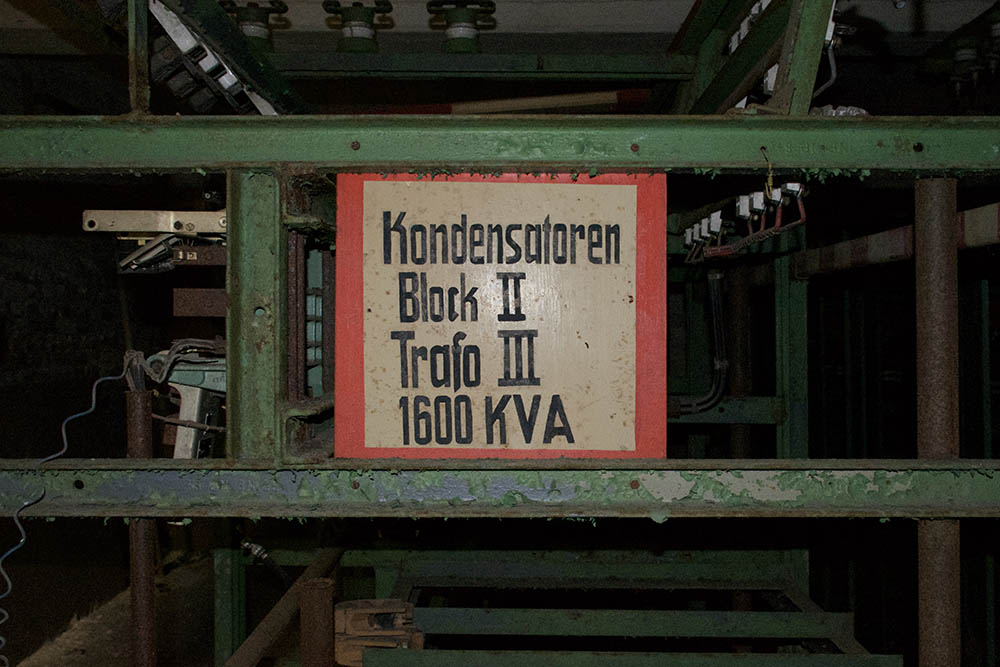 Kondensatoren
Block II
Trafo III
1600 KVA